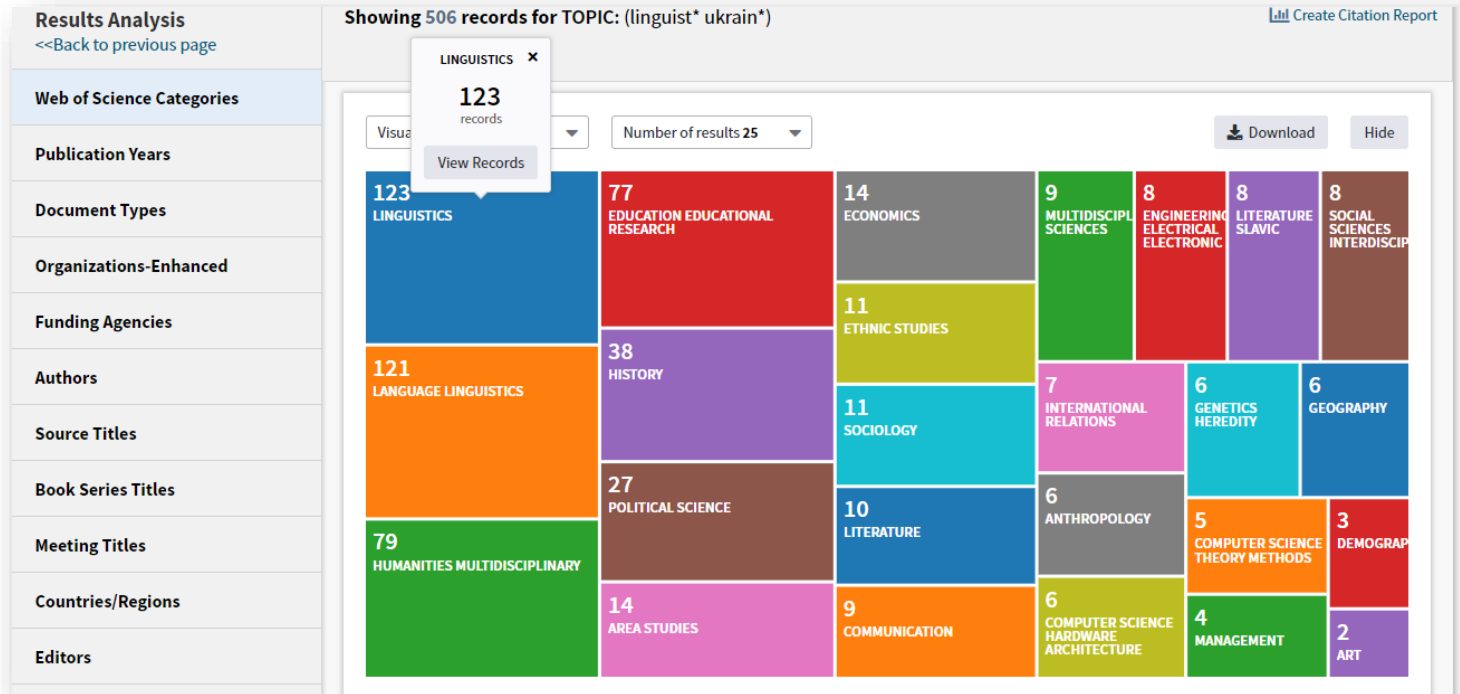 Results Analysis
<<Back to previous page
Web of Science Categories
Publication Years
Document Types
Organizations-Enhanced
Funding Agencies
Authors
Source Titles
Book Series Titles
Meeting Titles
Countries/Regions
Editors
Showing 506 records for TOPIC: (linguist* ukrain*)
Create Citation Report
LINGUISTICS ×
123
records
View Records
Visua
Number of results 25
Download
Hide
123
LINGUISTICS
121
LANGUAGE LINGUISTICS
79
HUMANITIES MULTIDISCIPLINARY
77
EDUCATION EDUCATIONAL
RESEARCH
38
HISTORY
27
POLITICAL SCIENCE
14
AREA STUDIES
14
ECONOMICS
11
ETHNIC STUDIES
11
SOCIOLOGY
10
LITERATURE
9
COMMUNICATION
9
MULTIDISCIPL
SCIENCES
8
ENGINEERING
ELECTRICAL
ELECTRONIC
8
LITERATURE
SLAVIC
8
SOCIAL
SCIENCES
INTERDISCIP
7
INTERNATIONAL
RELATIONS
6
ANTHROPOLOGY
6
COMPUTER SCIENCE
HARDWARE
ARCHITECTURE
6
GENETICS
HEREDITY
6
GEOGRAPHY
5
COMPUTER SCIENCE
THEORY METHODS
4
MANAGEMENT
3
DEMOGRAP
2
ART